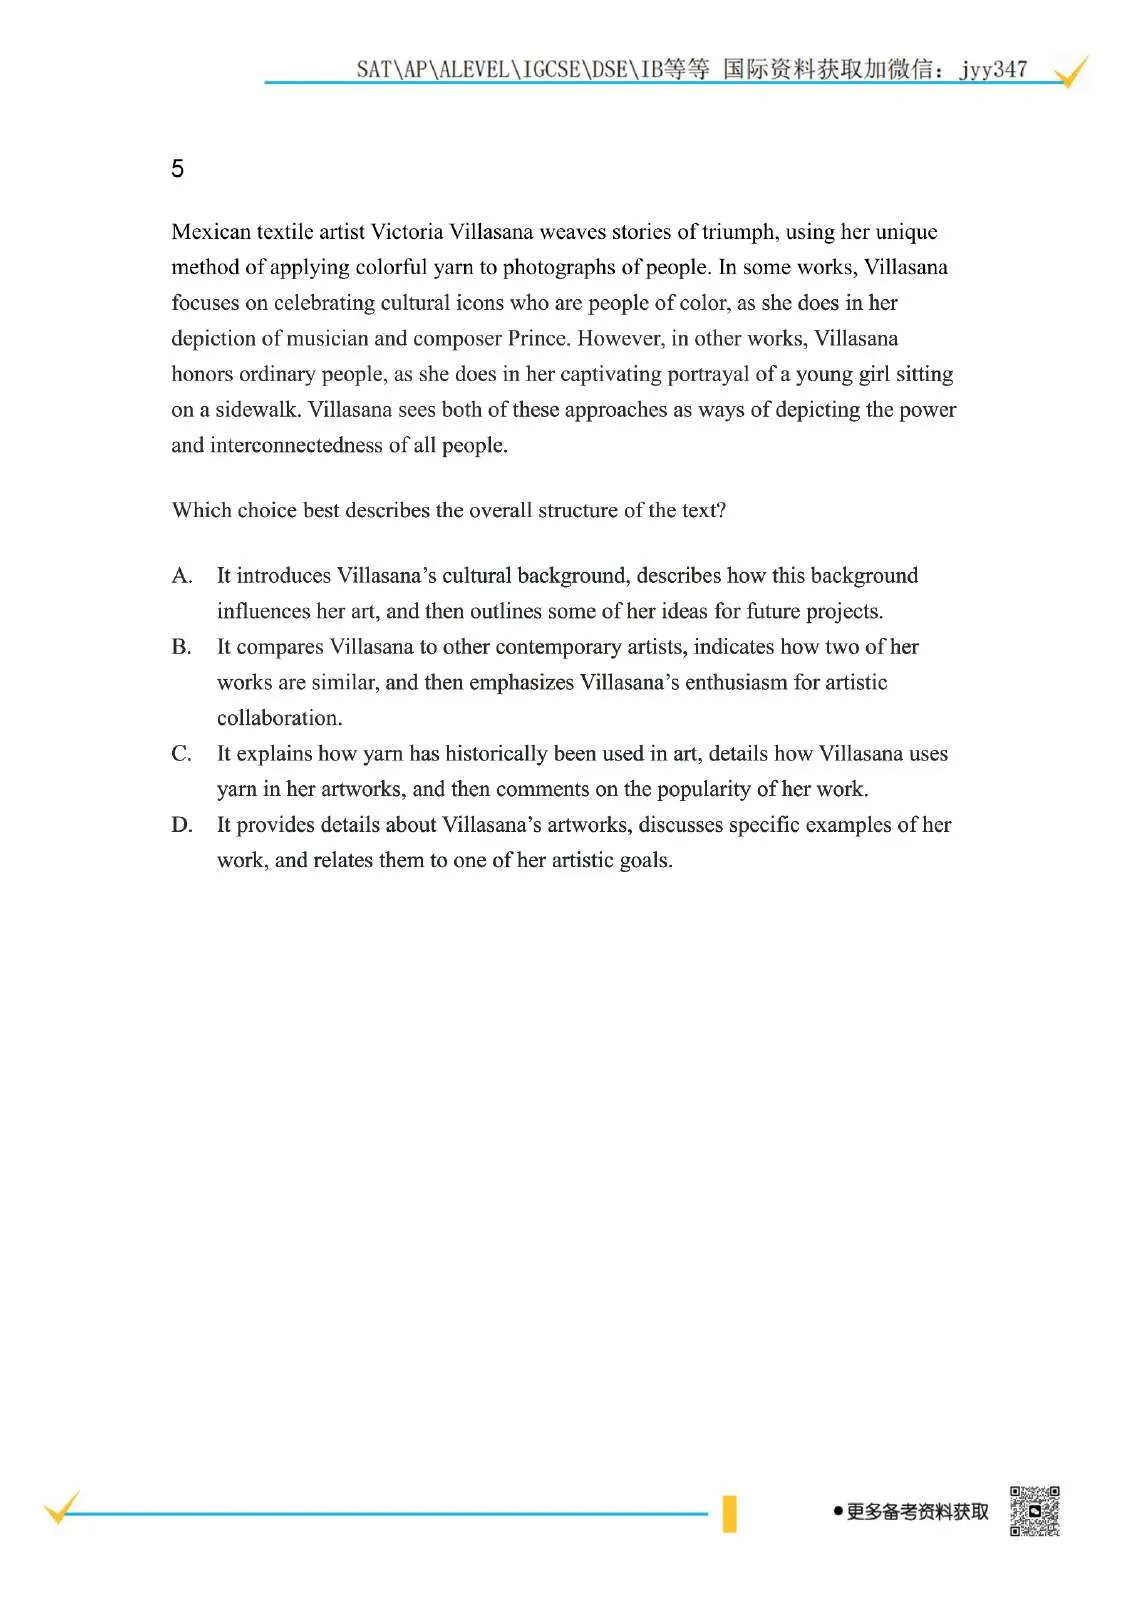 SAT\AP\ALEVEL\IGCSE\DSE\IB等等 国际资料获取加微信：jyy347
5
Mexican textile artist Victoria Villasana weaves stories of triumph, using her unique
method of applying colorful yarn to photographs of people. In some works, Villasana
focuses on celebrating cultural icons who are people of color, as she does in her
depiction of musician and composer Prince. However, in other works, Villasana
honors ordinary people, as she does in her captivating portrayal of a young girl sitting
on a sidewalk. Villasana sees both of these approaches as ways of depicting the power
and interconnectedness of all people.
Which choice best describes the overall structure of the text?
A. It introduces Villasana’s cultural background, describes how this background
influences her art, and then outlines some of her ideas for future projects.
B. It compares Villasana to other contemporary artists, indicates how two of her
works are similar, and then emphasizes Villasana’s enthusiasm for artistic
collaboration.
C. It explains how yarn has historically been used in art, details how Villasana uses
yarn in her artworks, and then comments on the popularity of her work.
D. It provides details about Villasana’s artworks, discusses specific examples of her
work, and relates them to one of her artistic goals.
●更多备考资料获取